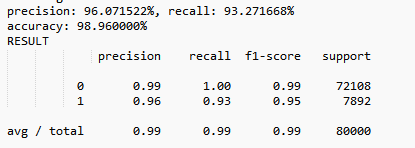 precision: 96.071522%, recall: 93.271668%
accuracy: 98.960000%
RESULT
precision recall f1-score support
0 0.99 1.00 0.99 72108
1 0.96 0.93 0.95 7892
avg / total 0.99 0.99 0.99 80000